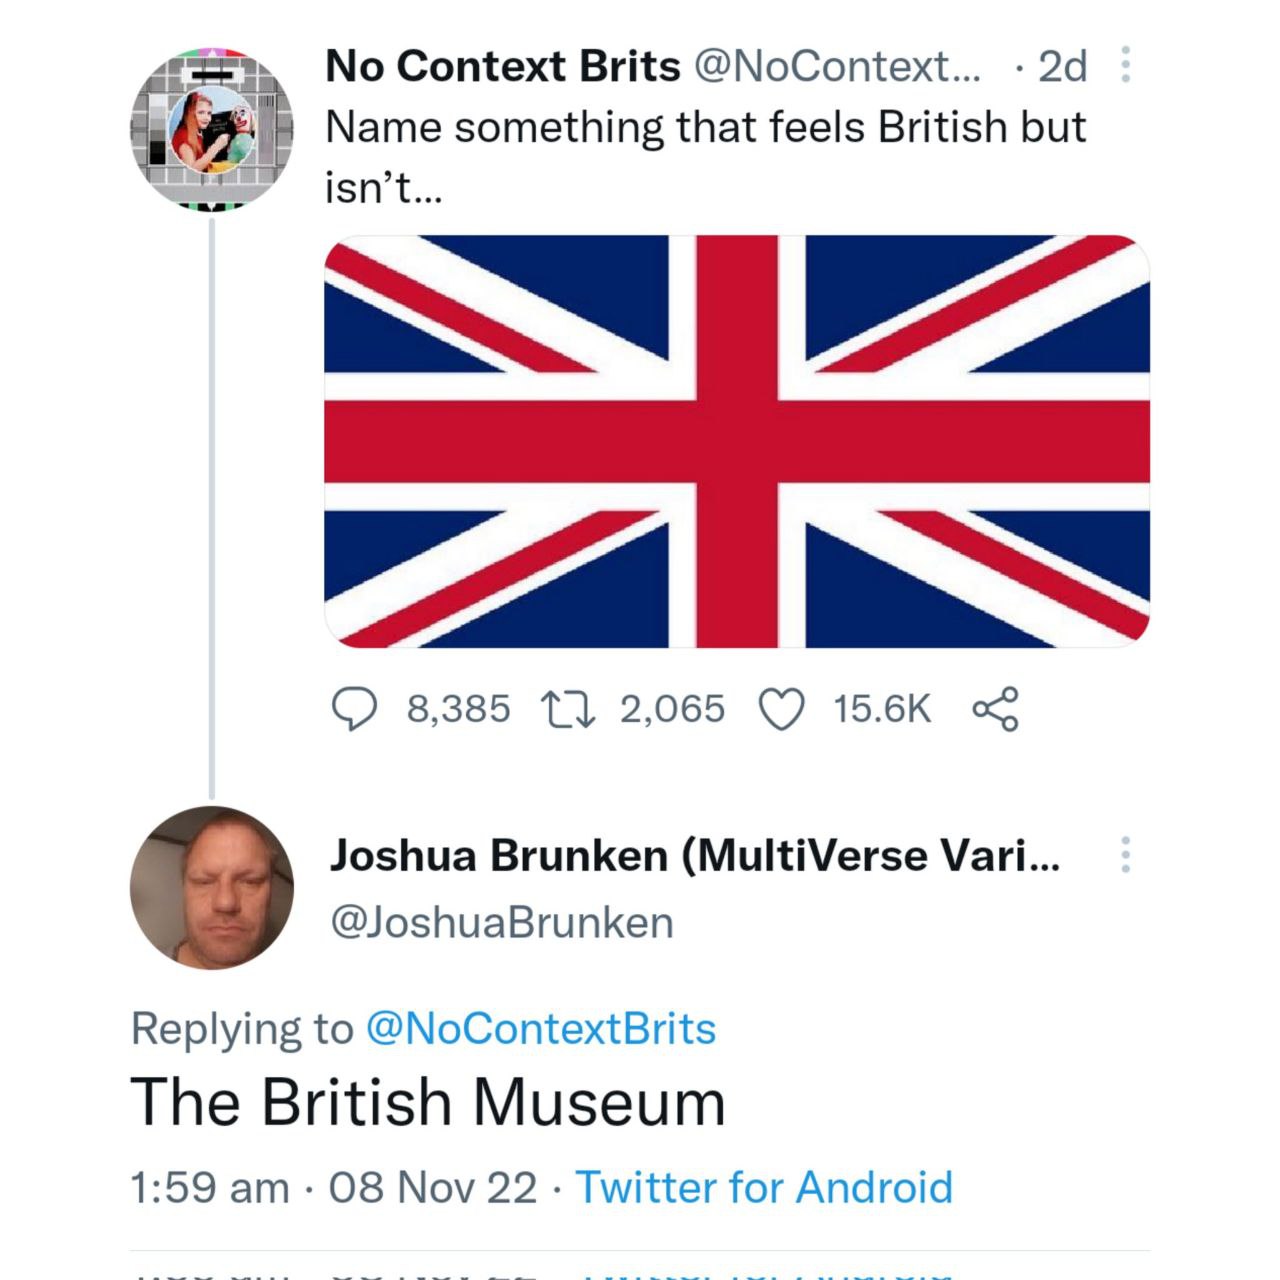 No Context Brits @NoContext... · 2d
Name something that feels British but
isn’t...
8,385 2,065 15.6K
Joshua Brunken (MultiVerse Vari...
@JoshuaBrunken
Replying to @NoContextBrits
The British Museum
1:59 am · 08 Nov 22 · Twitter for Android